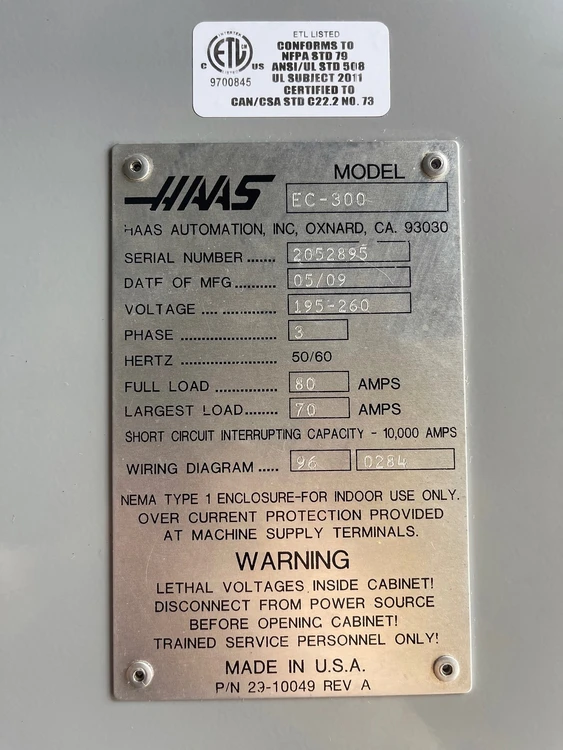 ETL LISTED
CONFORMS TO
NFPA STD 79
ANSI/UL STD 508
UL SUBJECT 2011
CERTIFIED TO
CAN/CSA STD C22.2 NO. 73
INTERTEK
ETL CM
C US
9700845
MODEL
HAAS EC-300
HAAS AUTOMATION, INC, OXNARD, CA. 93030
SERIAL NUMBER ....... 2052895
DATE OF MFG ........... 05/09
VOLTAGE .... ............ 195-260
PHASE ...................... 3
HERTZ ...................... 50/60
FULL LOAD ............... 80 AMPS
LARGEST LOAD........ 70 AMPS
SHORT CIRCUIT INTERRUPTING CAPACITY - 10,000 AMPS
WIRING DIAGRAM ..... 96 0284
NEMA TYPE 1 ENCLOSURE-FOR INDOOR USE ONLY.
OVER CURRENT PROTECTION PROVIDED
AT MACHINE SUPPLY TERMINALS.
WARNING
LETHAL VOLTAGES INSIDE CABINET!
DISCONNECT FROM POWER SOURCE
BEFORE OPENING CABINET!
TRAINED SERVICE PERSONNEL ONLY!
MADE IN U.S.A.
P/N 29-10049 REV A